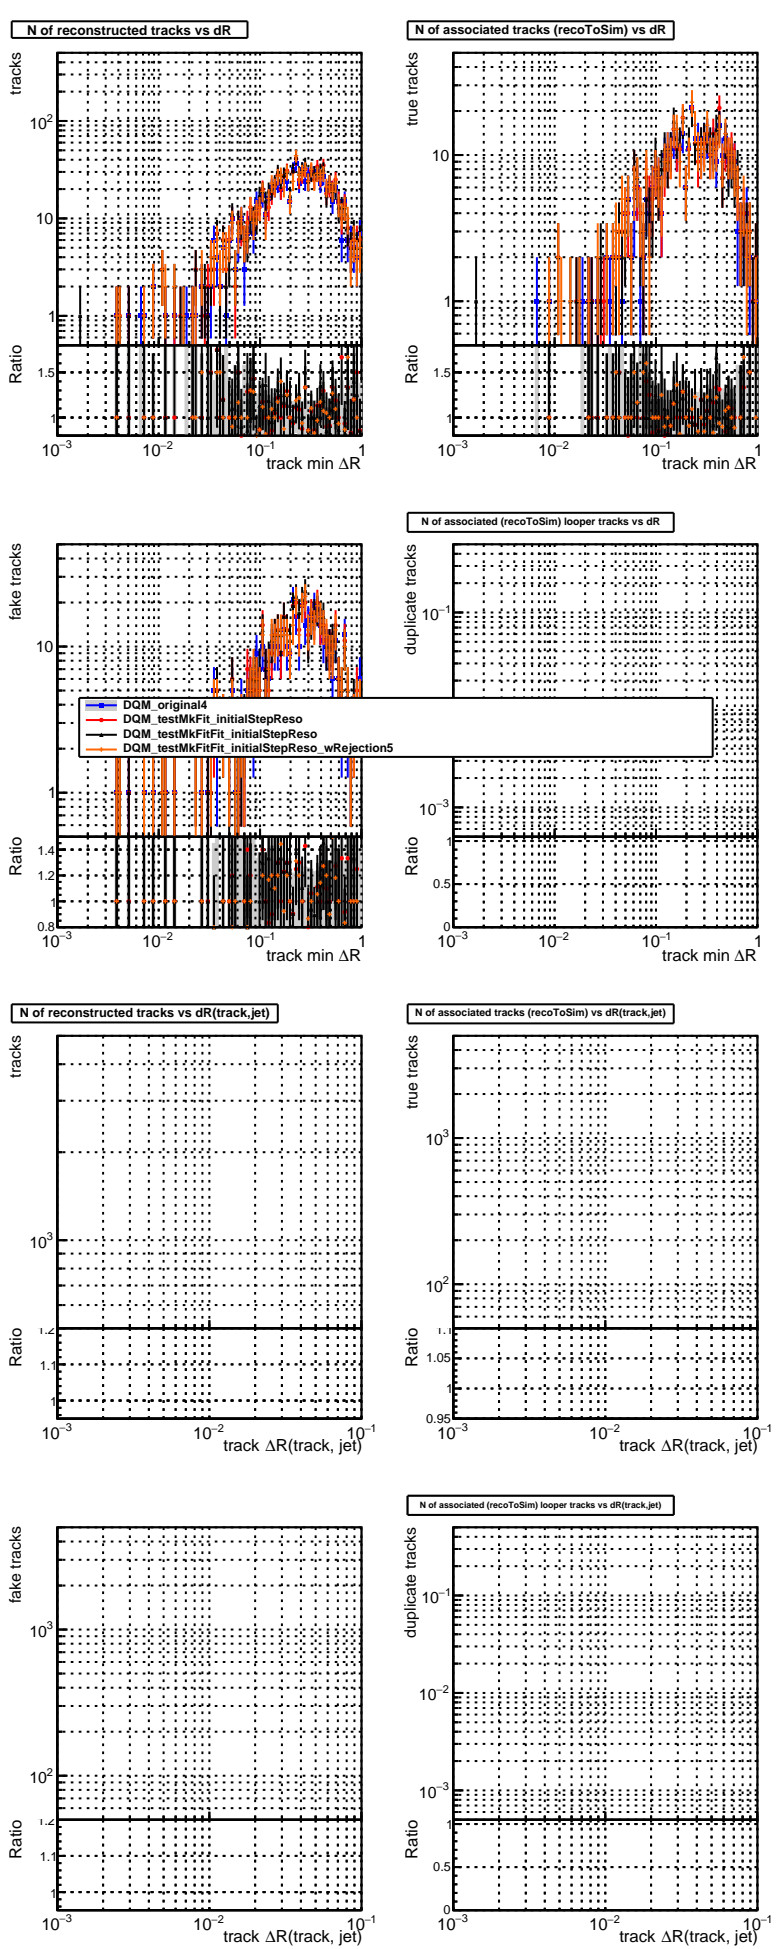 N of reconstructed tracks vs dR
tracks
10²
10
1
Ratio
1.5
1
10⁻³
10⁻²
10⁻¹
1
track min ΔR
N of associated tracks (recoToSim) vs dR
true tracks
10
1
Ratio
1.5
1
10⁻³
10⁻²
10⁻¹
1
track min ΔR
fake tracks
10
1
Ratio
1.4
1.2
1
0.8
10⁻³
10⁻²
10⁻¹
1
track min ΔR
N of associated (recoToSim) looper tracks vs dR
duplicate tracks
10⁻¹
10⁻³
Ratio
1
0.5
0
10⁻³
10⁻²
10⁻¹
1
track min ΔR
DQM_original4
DQM_testMkFit_initialStepReso
DQM_testMkFitFit_initialStepReso
DQM_testMkFitFit_initialStepReso_wRejection5
N of reconstructed tracks vs dR(track,jet)
tracks
10³
Ratio
1.2
1.1
1
10⁻³
10⁻²
10⁻¹
track ΔR(track, jet)
N of associated tracks (recoToSim) vs dR(track,jet)
true tracks
10³
10²
Ratio
1.1
1.05
1
0.95
10⁻³
10⁻²
10⁻¹
track ΔR(track, jet)
fake tracks
10³
10²
Ratio
1.2
1.1
1
10⁻³
10⁻²
10⁻¹
track ΔR(track, jet)
N of associated (recoToSim) looper tracks vs dR(track,jet)
duplicate tracks
10⁻¹
10⁻²
10⁻³
Ratio
1
0.5
0
10⁻³
10⁻²
10⁻¹
track ΔR(track, jet)